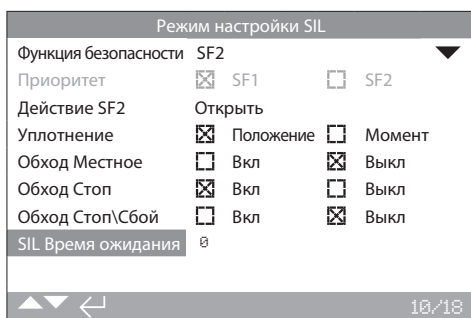 Режим настройки SIL
Функция безопасности SF2
Приоритет SF1 SF2
Действие SF2 Открыть
Уплотнение Положение Момент
Обход Местное Вкл Выкл
Обход Стоп Вкл Выкл
Обход Стоп\Сбой Вкл Выкл
SIL Время ожидания 0
10/18